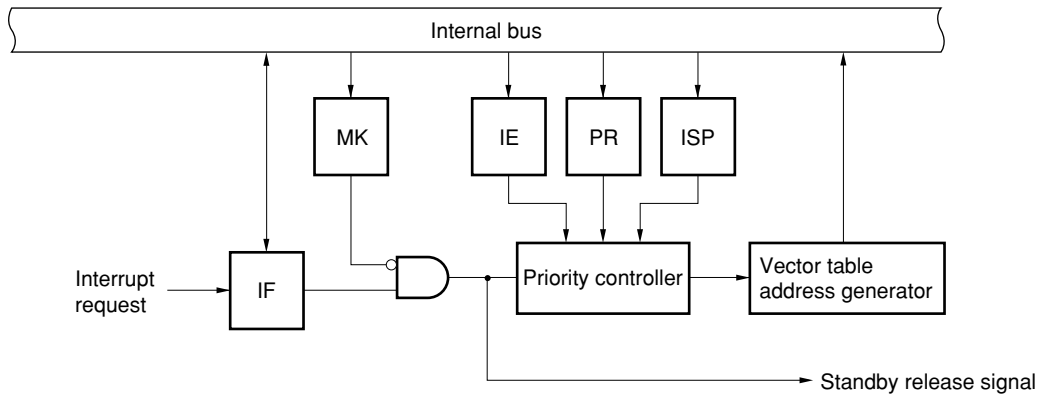 Internal bus
MK
IE
PR
ISP
Interrupt
request
IF
Priority controller
Vector table
address generator
Standby release signal